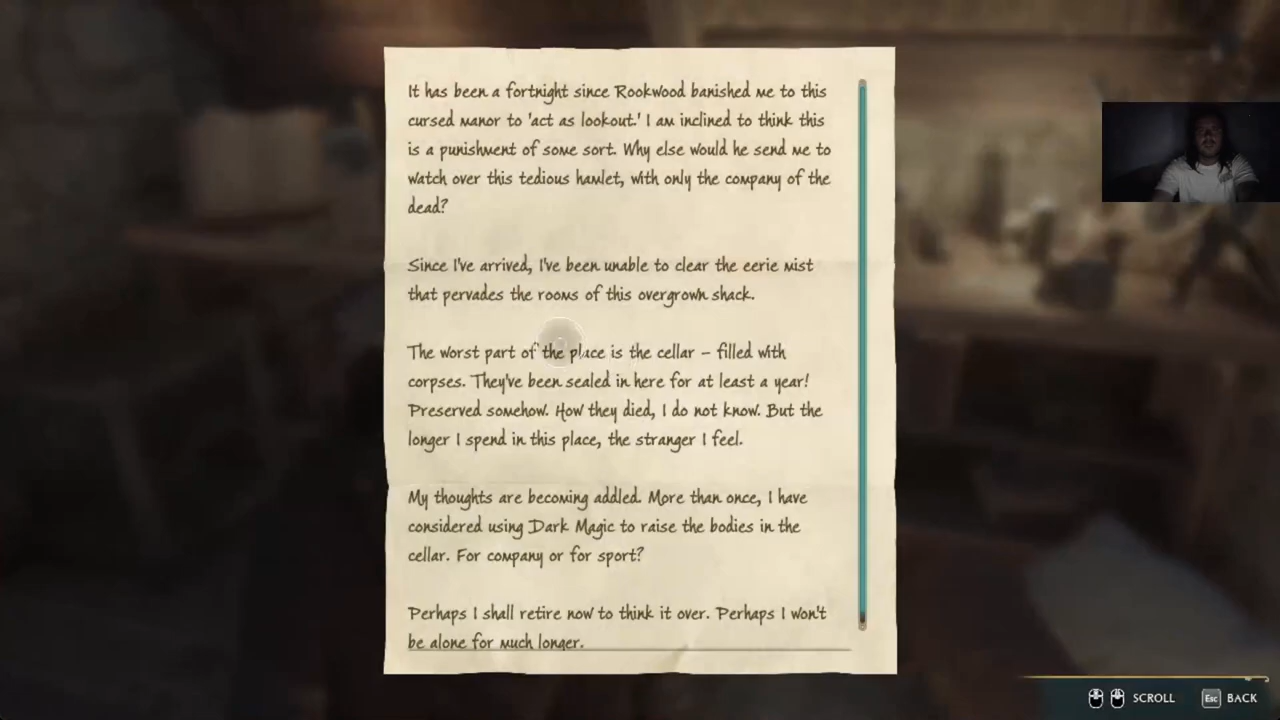 It has been a fortnight since Rookwood banished me to this
cursed manor to 'act as lookout.' I am inclined to think this
is a punishment of some sort. Why else would he send me to
watch over this tedious hamlet, with only the company of the
dead?
Since I've arrived, I've been unable to clear the eerie mist
that pervades the rooms of this overgrown shack.
The worst part of the place is the cellar – filled with
corpses. They've been sealed in here for at least a year!
Preserved somehow. How they died, I do not know. But the
longer I spend in this place, the stranger I feel.
My thoughts are becoming addled. More than once, I have
considered using Dark Magic to raise the bodies in the
cellar. For company or for sport?
Perhaps I shall retire now to think it over. Perhaps I won't
be alone for much longer.
SCROLL
Esc BACK